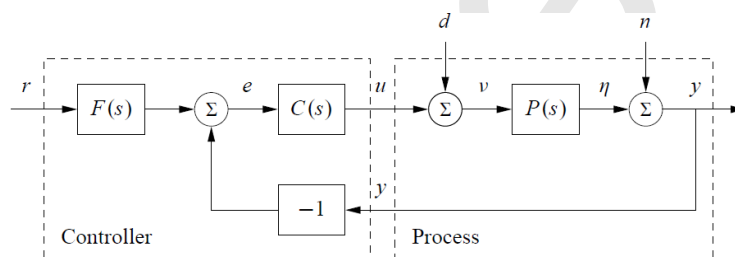 d
n
r
F(s)
Σ
e
C(s)
u
Σ
ν
P(s)
η
Σ
y
−1
y
Controller
Process